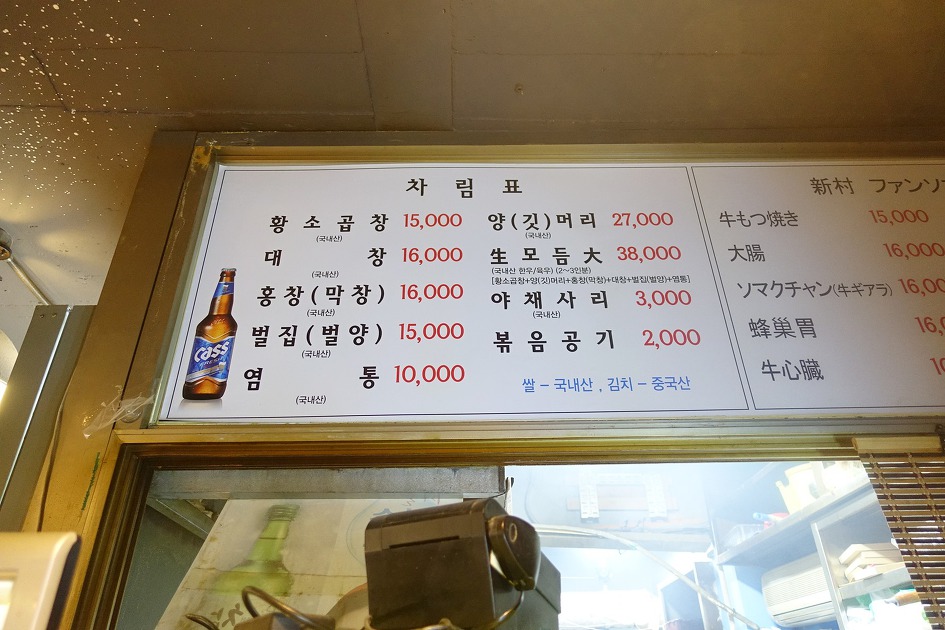 차림표
황소곱창 15,000
(국내산)
대창 16,000
(국내산)
홍창(막창) 16,000
(국내산)
벌집(벌양) 15,000
(국내산)
염통 10,000
(국내산)
양(깃)머리 27,000
(국내산)
生모듬大 38,000
(국내산 한우/육우) (2~3인분)
[황소곱창+양(깃)머리+홍창(막창)+대창+벌집(벌양)+염통]
야채사리 3,000
(국내산)
볶음공기 2,000
쌀 - 국내산 , 김치 - 중국산
Cass
FRESH
新村 ファンソ
牛もつ焼き 15,000
大腸 16,000
ソマクチャン(牛ギアラ) 16,00
蜂巣胃 16,
牛心臓 10